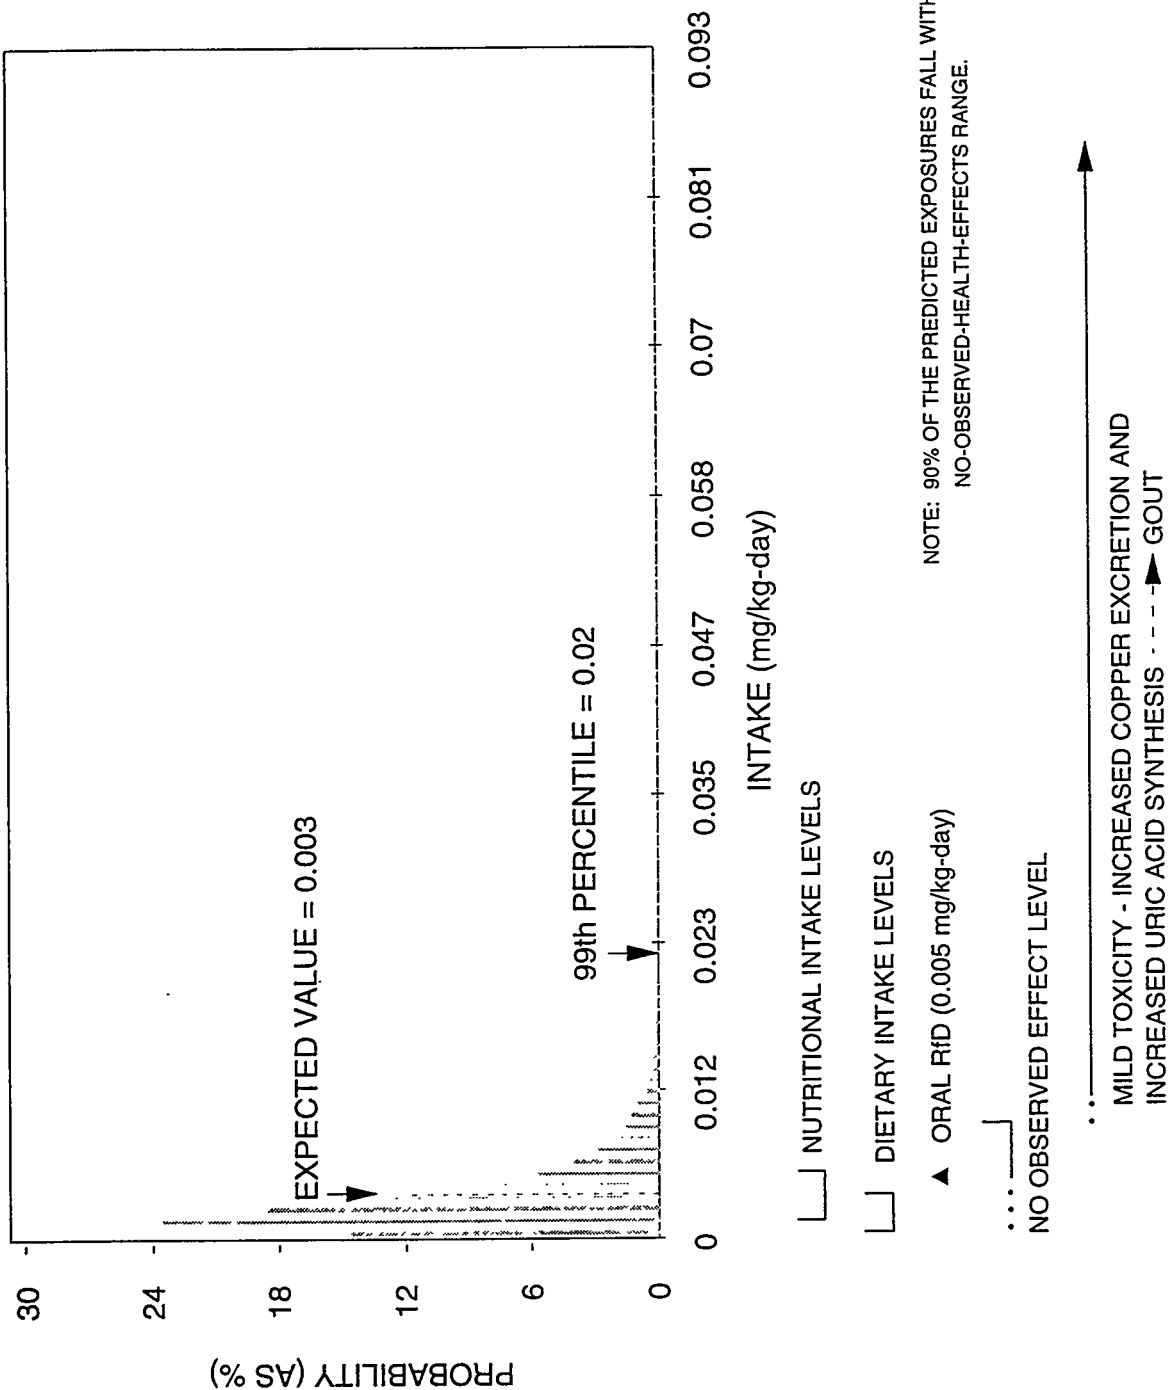 PROBABILITY (AS %)
30
24
18
12
6
0
EXPECTED VALUE = 0.003
99th PERCENTILE = 0.02
0 0.012 0.023 0.035 0.047 0.058 0.07 0.081 0.093
INTAKE (mg/kg-day)
NUTRITIONAL INTAKE LEVELS
DIETARY INTAKE LEVELS
ORAL RfD (0.005 mg/kg-day)
NO OBSERVED EFFECT LEVEL
NOTE: 90% OF THE PREDICTED EXPOSURES FALL WITH
NO-OBSERVED-HEALTH-EFFECTS RANGE.
MILD TOXICITY - INCREASED COPPER EXCRETION AND
INCREASED URIC ACID SYNTHESIS - - - -► GOUT